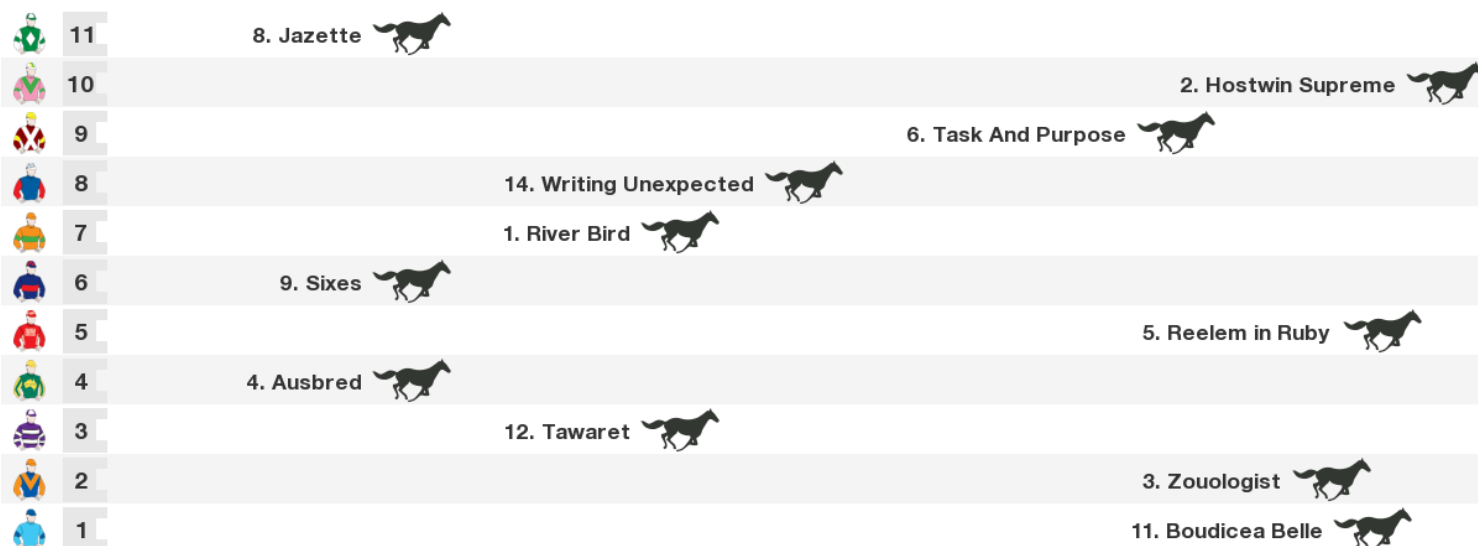 11 8. Jazette
10 2. Hostwin Supreme
9 6. Task And Purpose
8 14. Writing Unexpected
7 1. River Bird
6 9. Sixes
5 5. Reelem in Ruby
4 4. Ausbred
3 12. Tawaret
2 3. Zouologist
1 11. Boudicea Belle